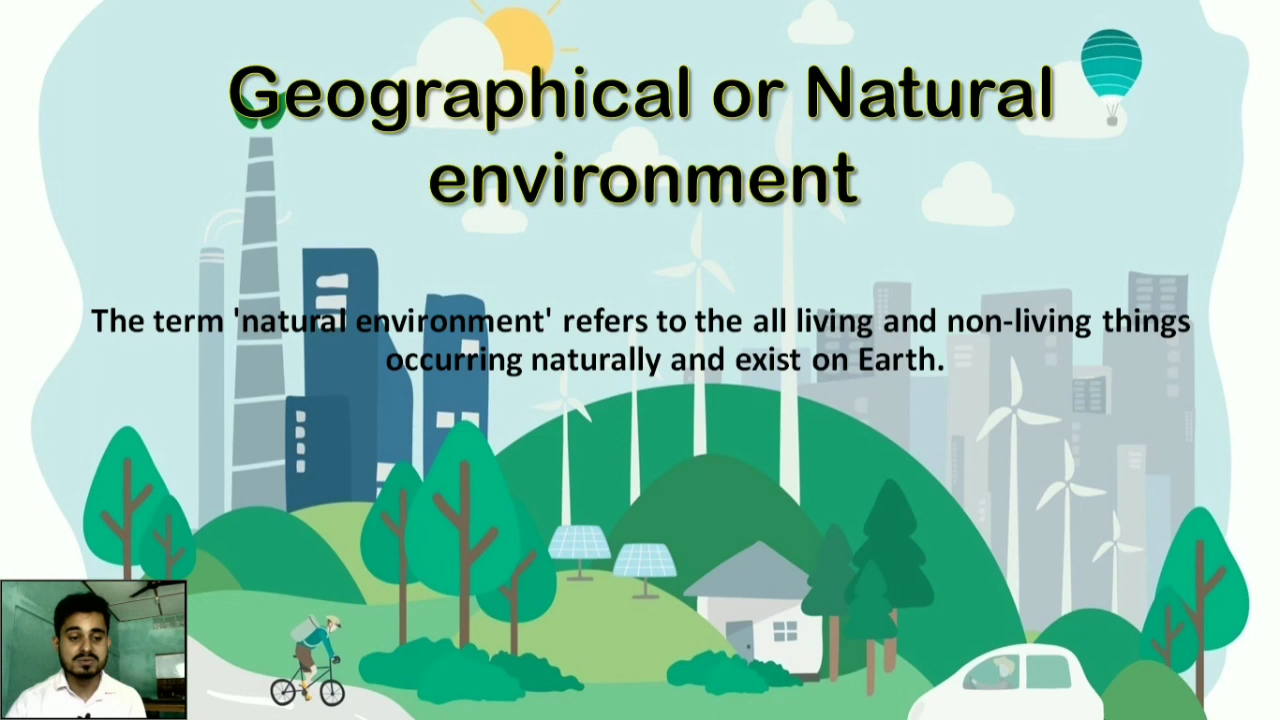 Geographical or Natural
environment
The term 'natural environment' refers to the all living and non-living things
occurring naturally and exist on Earth.